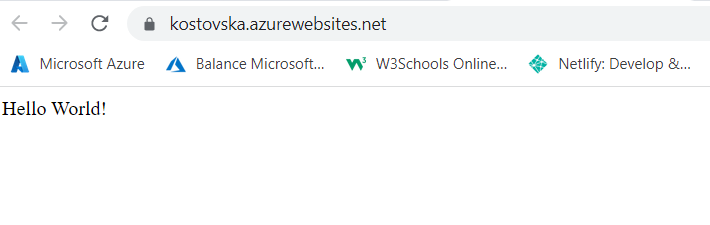 kostovska.azurewebsites.net
Microsoft Azure Balance Microsoft... W3Schools Online... Netlify: Develop &...
Hello World!